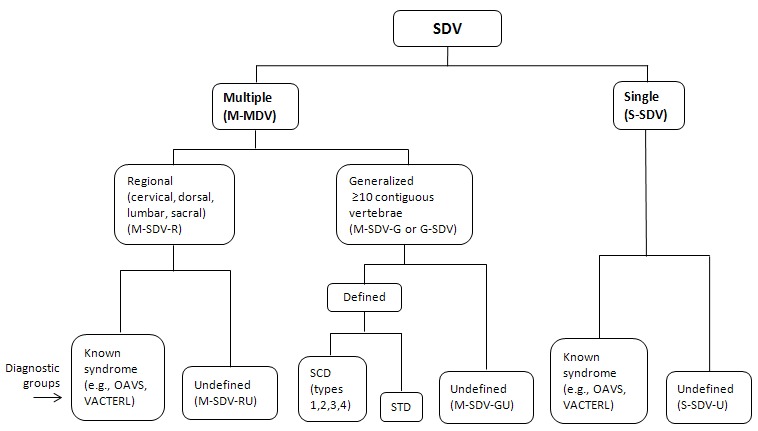 SDV
Multiple
(M-MDV)
Single
(S-SDV)
Regional
(cervical, dorsal,
lumbar, sacral)
(M-SDV-R)
Generalized
≥10 contiguous
vertebrae
(M-SDV-G or G-SDV)
Defined
Diagnostic
groups
Known
syndrome
(e.g., OAVS,
VACTERL)
Undefined
(M-SDV-RU)
SCD
(types
1,2,3,4)
STD
Undefined
(M-SDV-GU)
Known
syndrome
(e.g., OAVS,
VACTERL)
Undefined
(S-SDV-U)